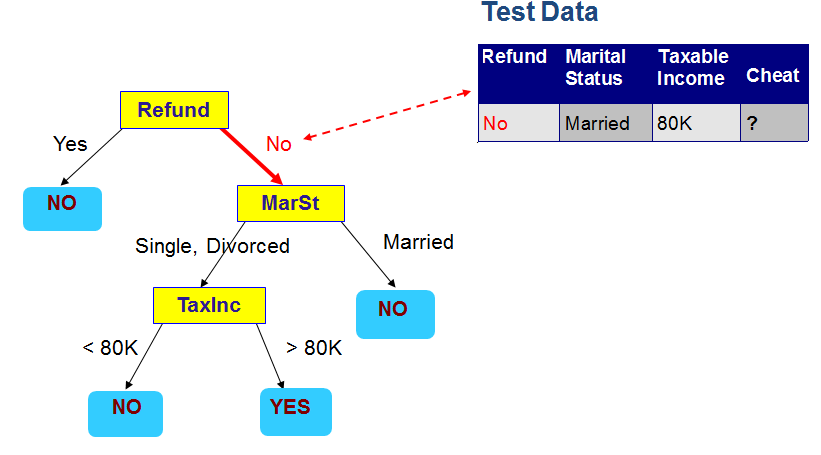 Test Data
Refund Marital Status Taxable Income Cheat
No Married 80K ?
Refund
Yes
No
NO
MarSt
Single, Divorced
Married
TaxInc
NO
< 80K
> 80K
NO
YES